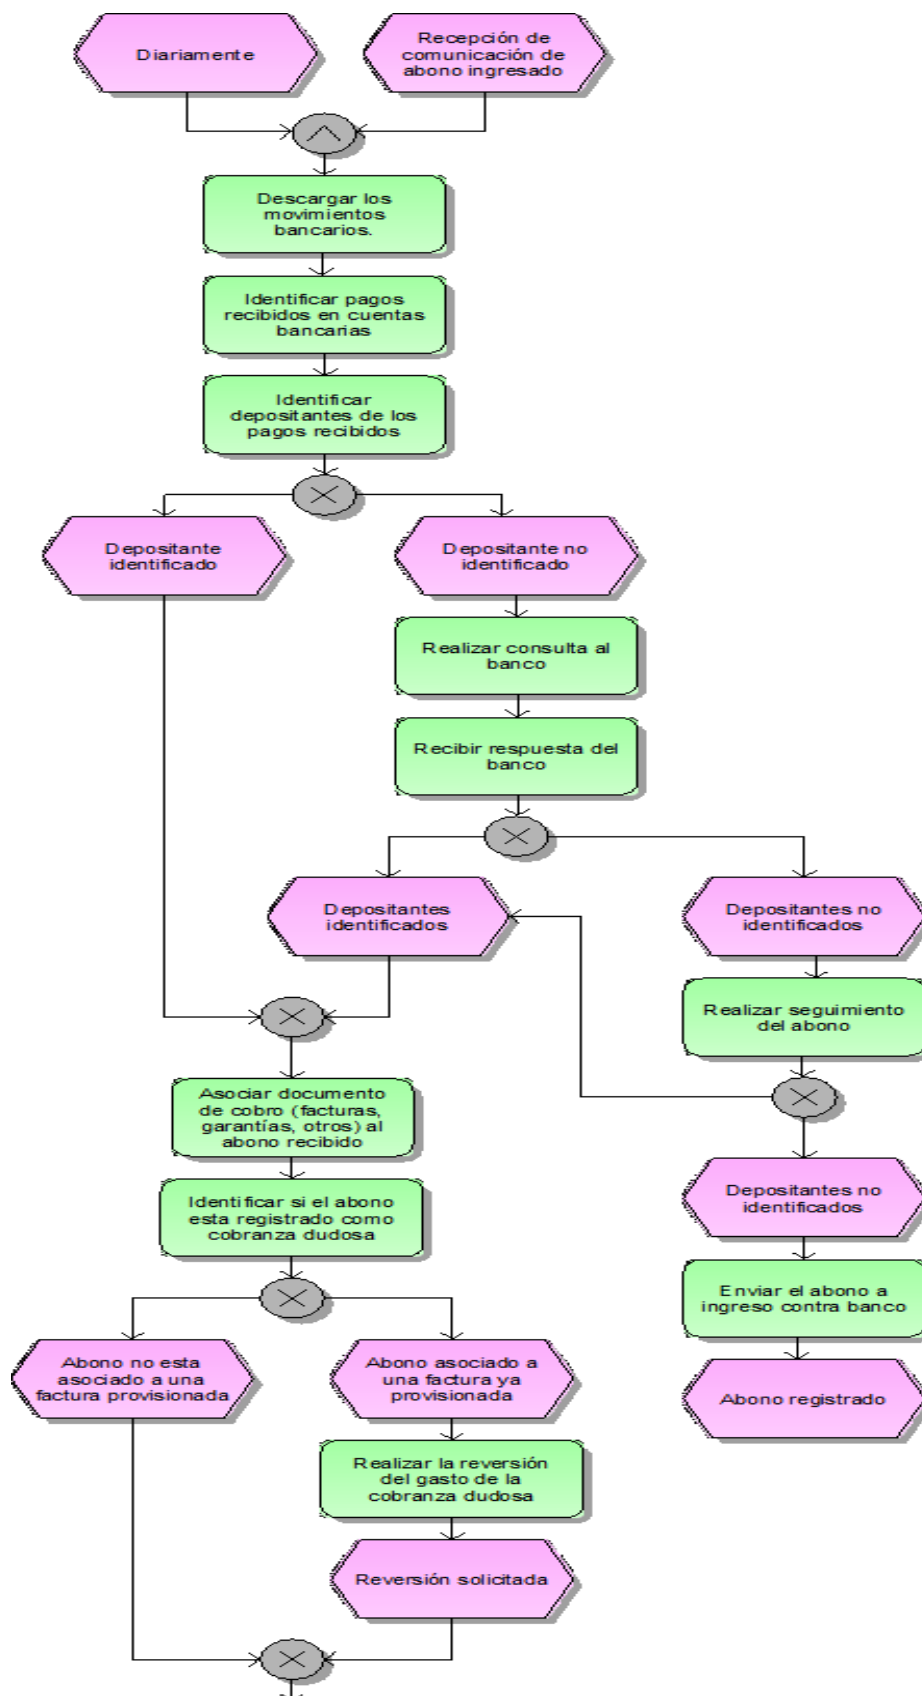 Diariamente
Recepción de
comunicación de
abono ingresado
Descargar los
movimientos
bancarios.
Identificar pagos
recibidos en cuentas
bancarias
Identificar
depositantes de los
pagos recibidos
Depositante
identificado
Depositante no
identificado
Realizar consulta al
banco
Recibir respuesta del
banco
Depositantes
identificados
Depositantes no
identificados
Realizar seguimiento
del abono
Asociar documento
de cobro (facturas,
garantías, otros) al
abono recibido
Depositantes no
identificados
Identificar si el abono
esta registrado como
cobranza dudosa
Enviar el abono a
ingreso contra banco
Abono no esta
asociado a una
factura provisionada
Abono asociado a
una factura ya
provisionada
Abono registrado
Realizar la reversión
del gasto de la
cobranza dudosa
Reversión solicitada